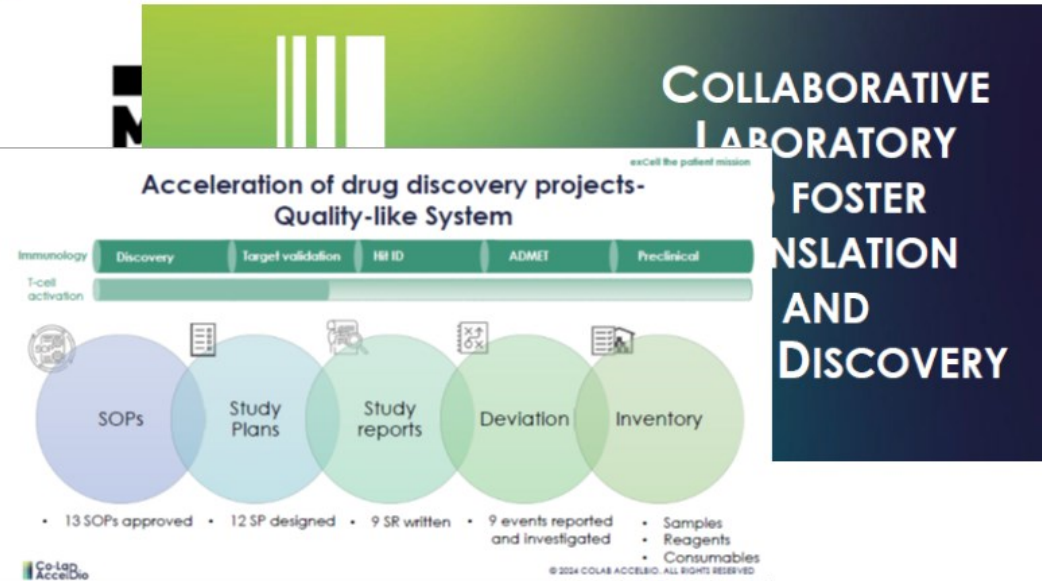 COLLABORATIVE
LABORATORY
FOSTER
NSLATION
AND
DISCOVERY
exCell the patient mission
Acceleration of drug discovery projects-
Quality-like System
Immunology Discovery Target validation Hit ID ADMET Preclinical
T-cell
activation
SOPs
Study
Plans
Study
reports
Deviation
Inventory
• 13 SOPs approved
• 12 SP designed
• 9 SR written
• 9 events reported
and investigated
• Samples
• Reagents
• Consumables
Co-Lap
AccelBio
© 2024 COLAB ACCELBIO. ALL RIGHTS RESERVED